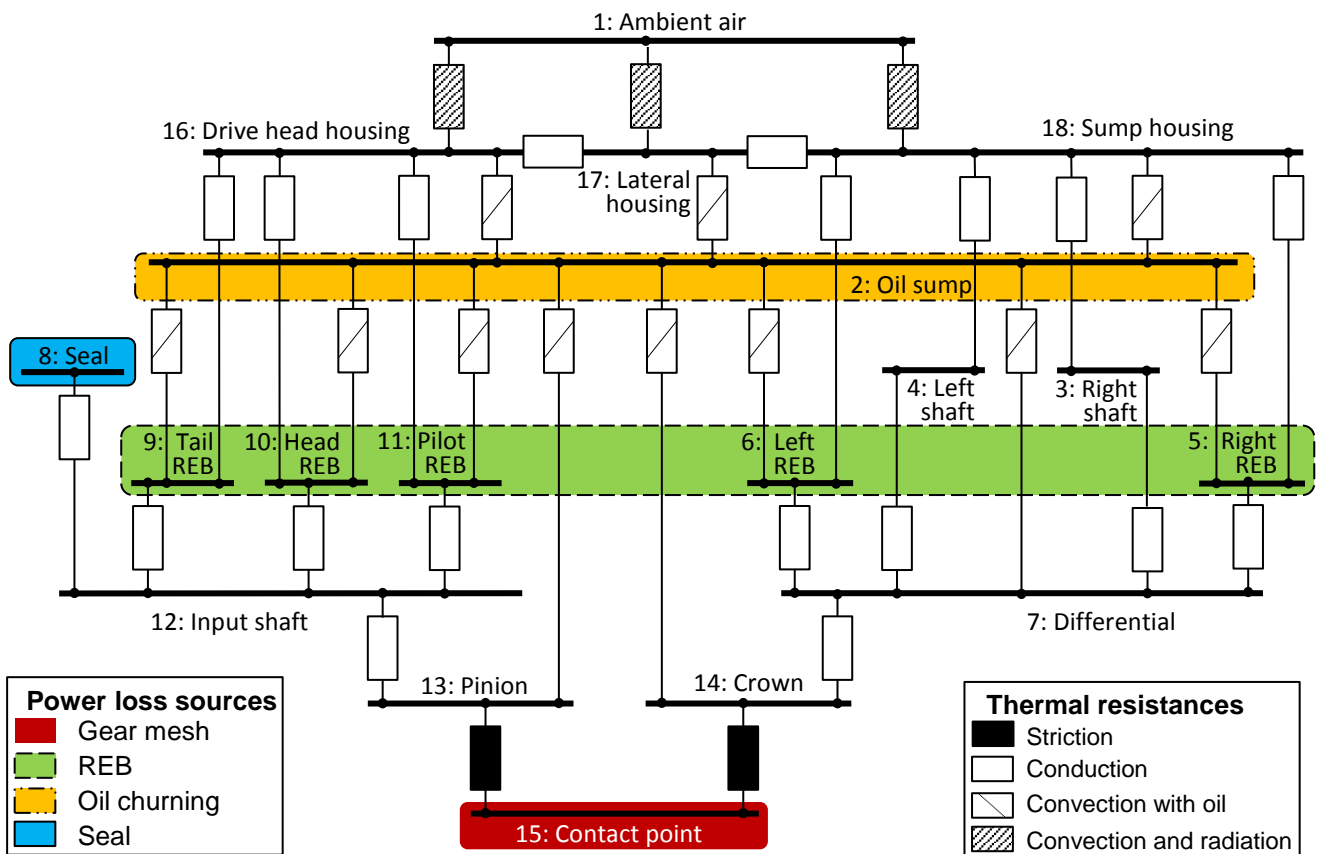 1: Ambient air
16: Drive head housing
18: Sump housing
17: Lateral
housing
2: Oil sump
8: Seal
4: Left
shaft
3: Right
shaft
9: Tail
REB
10: Head
REB
11: Pilot
REB
6: Left
REB
5: Right
REB
12: Input shaft
7: Differential
13: Pinion
14: Crown
15: Contact point
Power loss sources
Gear mesh
REB
Oil churning
Seal
Thermal resistances
Striction
Conduction
Convection with oil
Convection and radiation